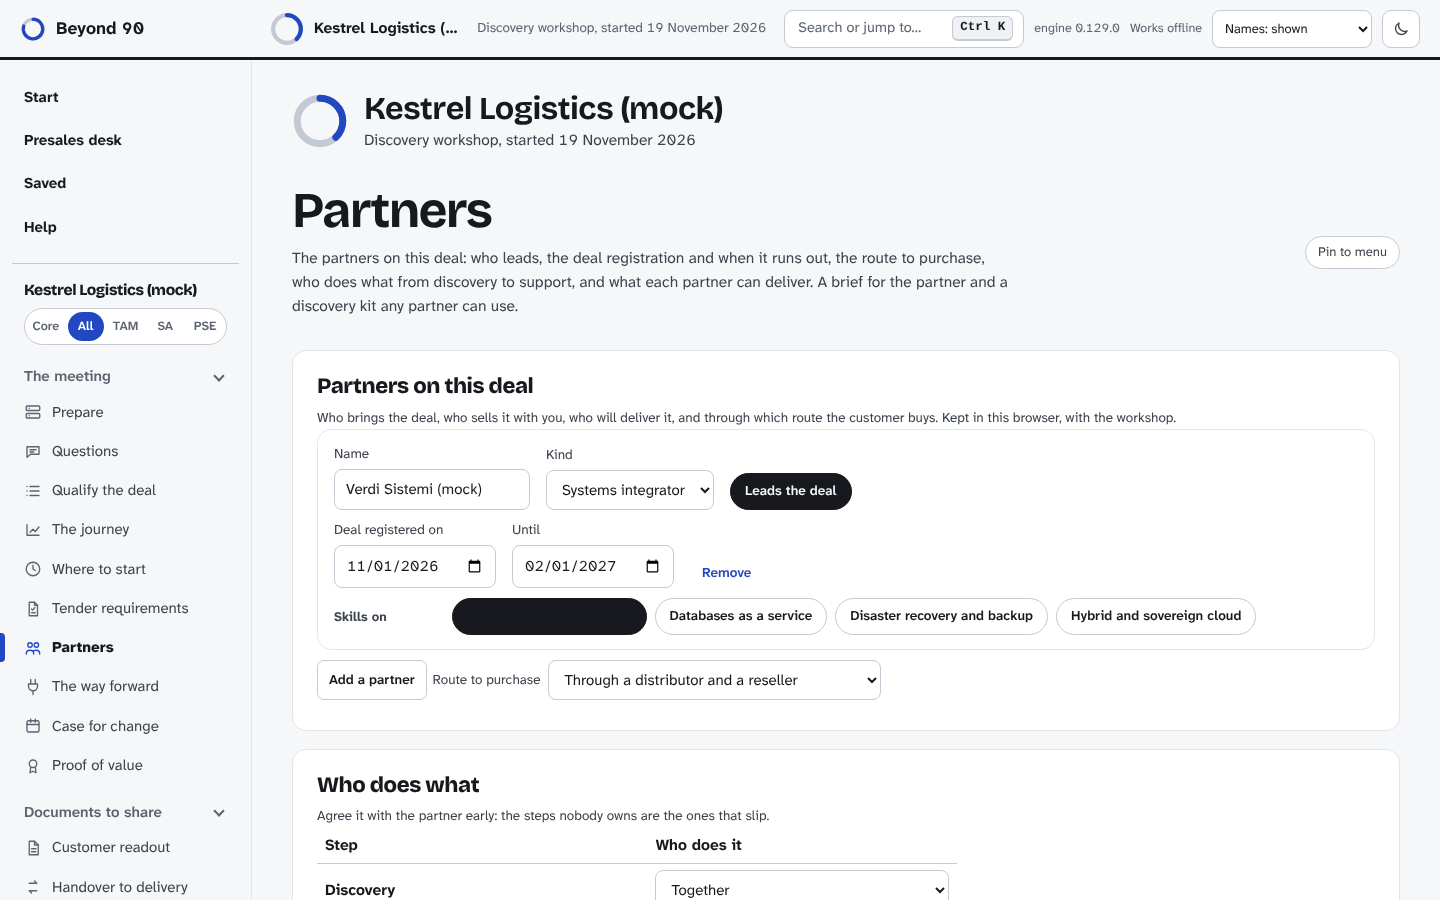 Beyond 90
Kestrel Logistics (...
Discovery workshop, started 19 November 2026
Search or jump to...
Ctrl K
engine 0.129.0
Works offline
Names: shown
Start
Presales desk
Saved
Help
Kestrel Logistics (mock)
Core
All
TAM
SA
PSE
The meeting
Prepare
Questions
Qualify the deal
The journey
Where to start
Tender requirements
Partners
The way forward
Case for change
Proof of value
Documents to share
Customer readout
Handover to delivery
Kestrel Logistics (mock)
Discovery workshop, started 19 November 2026
Partners
The partners on this deal: who leads, the deal registration and when it runs out, the route to purchase,
who does what from discovery to support, and what each partner can deliver. A brief for the partner and a
discovery kit any partner can use.
Pin to menu
Partners on this deal
Who brings the deal, who sells it with you, who will deliver it, and through which route the customer buys. Kept in this browser, with the workshop.
Name
Kind
Verdi Sistemi (mock)
Systems integrator
Leads the deal
Deal registered on
Until
11/01/2026
02/01/2027
Remove
Skills on
Databases as a service
Disaster recovery and backup
Hybrid and sovereign cloud
Add a partner
Route to purchase
Through a distributor and a reseller
Who does what
Agree it with the partner early: the steps nobody owns are the ones that slip.
Step
Who does it
Discovery
Together